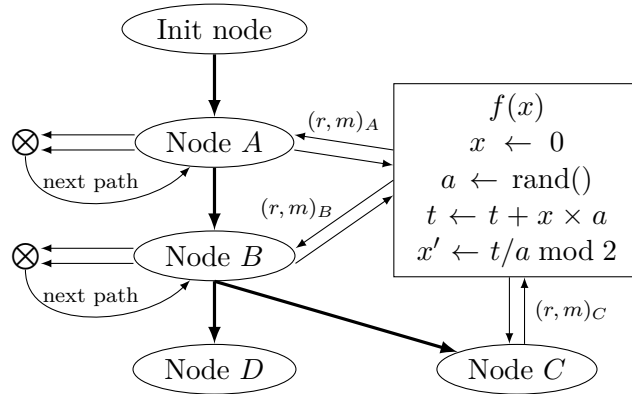 Init node
(r, m)_A
f(x)
Node A
x ← 0
next path
a ← rand()
(r, m)_B
t ← t + x × a
Node B
x′ ← t/a mod 2
next path
(r, m)_C
Node D
Node C